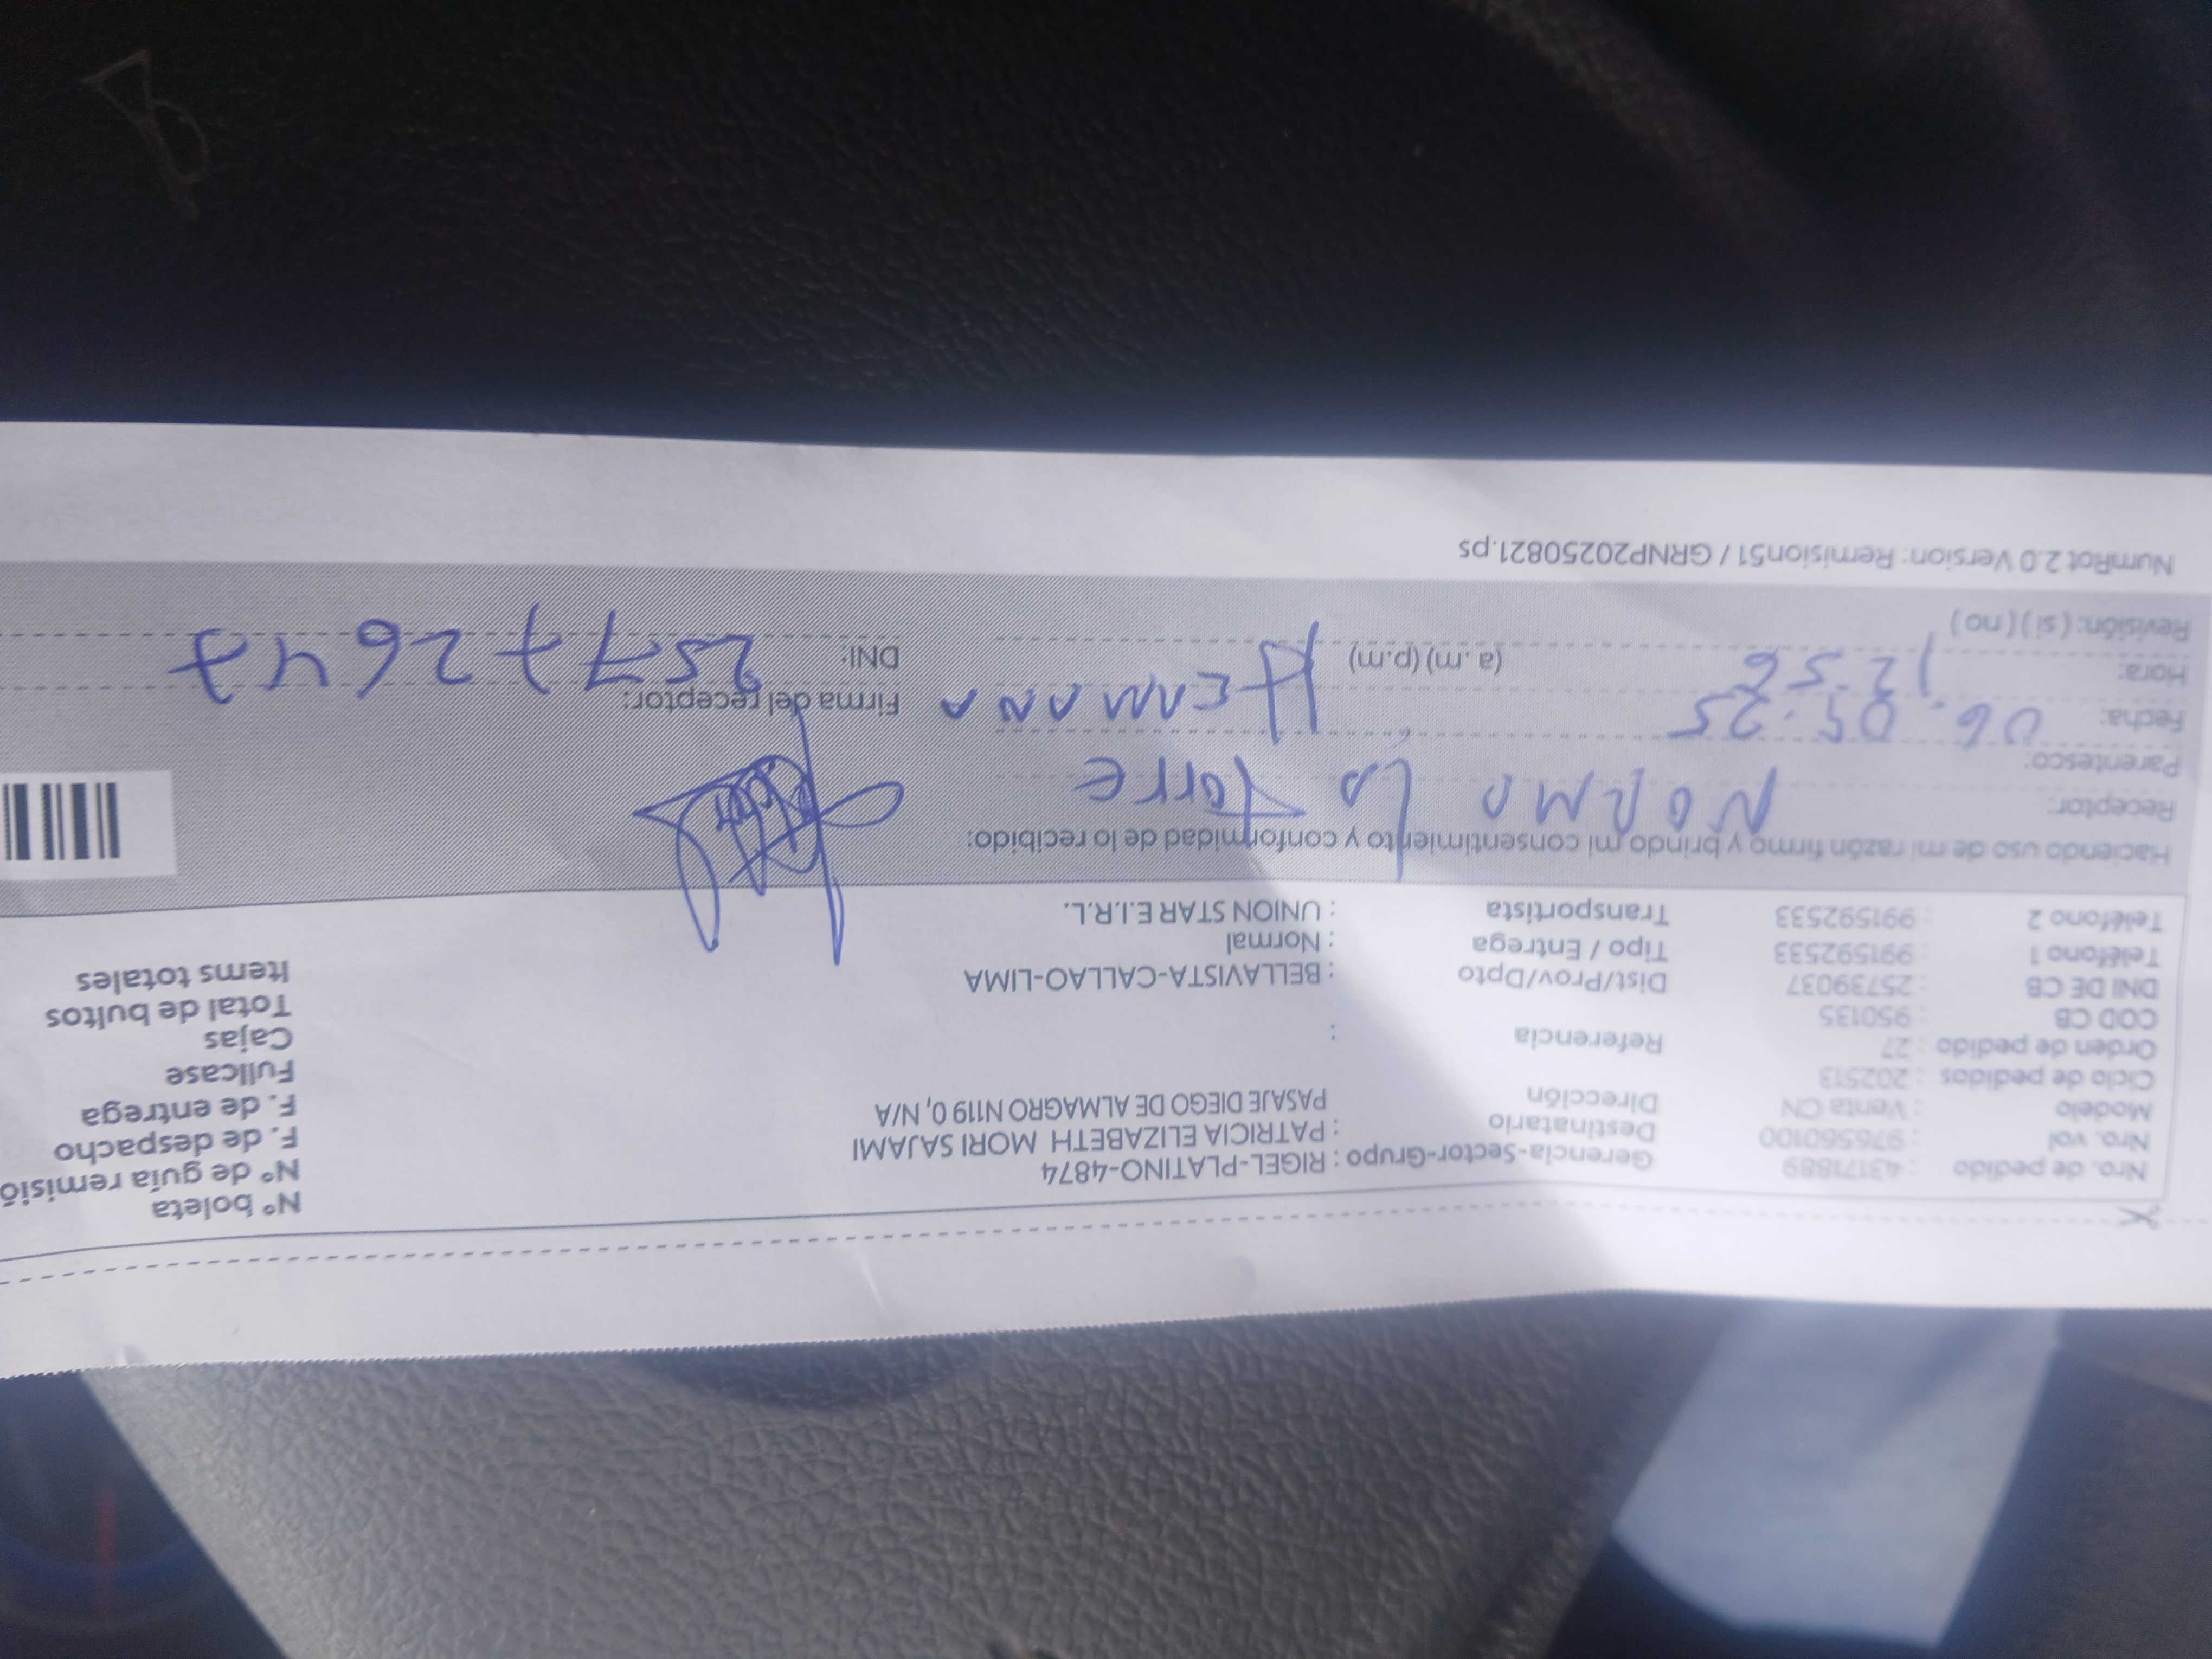 Nro. de pedido : 43171889 Gerencia-Sector-Grupo : RIGEL-PLATINO-4874 N° boleta
Nro. val : 976560100 Destinatario : PATRICIA ELIZABETH MORI SAJAMI N° de guía remisió
Modelo : Venta CN Dirección PASAJE DIEGO DE ALMAGRO N119 0, N/A F. de despacho
Ciclo de pedidos : 202513 F. de entrega
Orden de pedido : 27 Referencia : Fullcase
COD CB : 950135 Cajas
DNI DE CB : 25739037 Dist/Prov/Dpto : BELLAVISTA-CALLAO-LIMA Total de bultos
Teléfono 1 : 991592533 Tipo / Entrega : Normal Items totales
Teléfono 2 : 991592533 Transportista : UNION STAR E.I.R.L.
Haciendo uso de mi razón firmo y brindo mi consentimiento y conformidad de lo recibido:
Receptor: NORMA La Torre
Parentesco: HERMANA
Fecha: 06.09.25 Firma del receptor:
Hora: 12:56 (a.m) (p.m) DNI: 25772647
Revisión: (si) (no)
NumRot 2.0 Version: Remision51 / GRNP20250821.ps